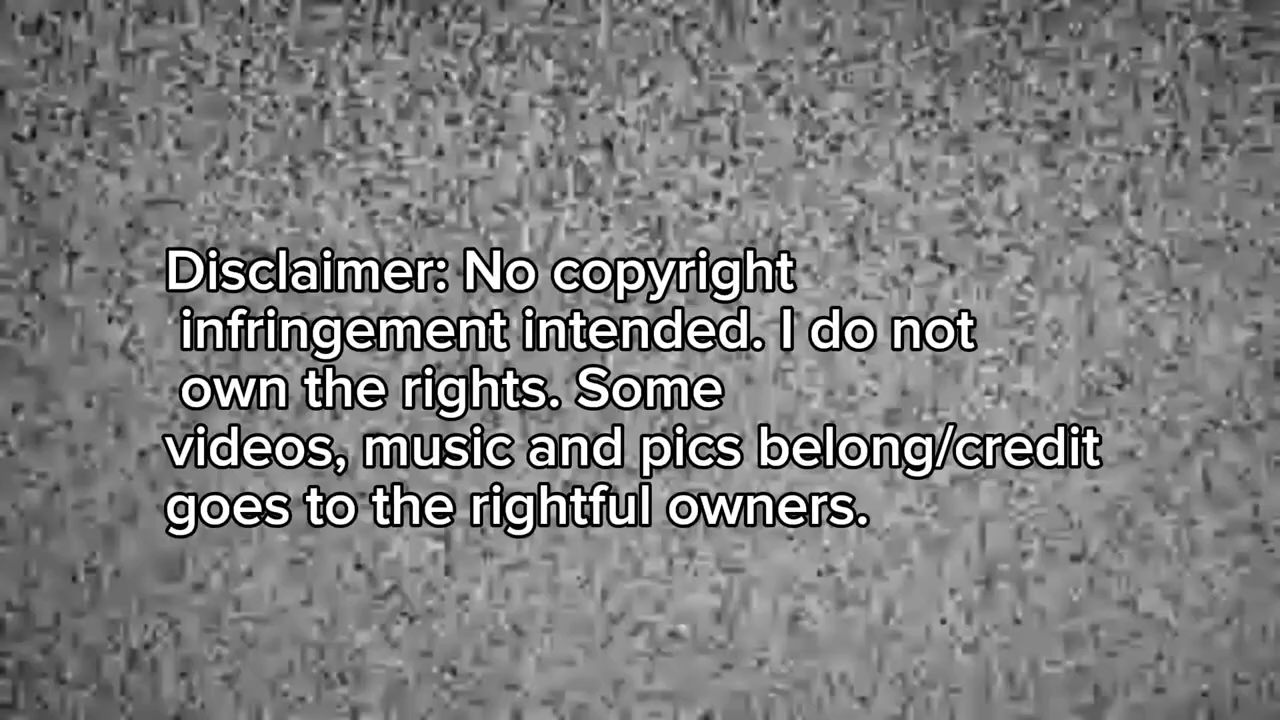 Disclaimer: No copyright
infringement intended. I do not
own the rights. Some
videos, music and pics belong/credit
goes to the rightful owners.